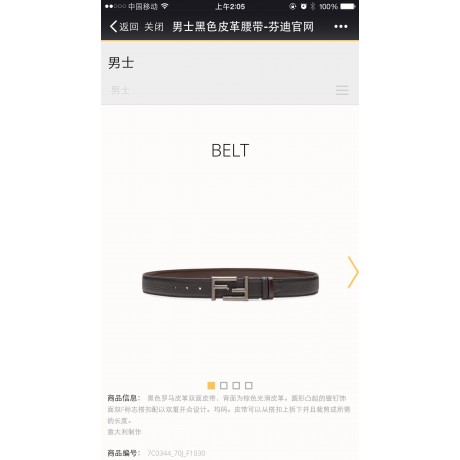 中国移动 上午2:05 100%
返回 关闭 男士黑色皮革腰带-芬迪官网
男士
男士
BELT
商品信息: 黑色罗马皮革双面皮带，背面为棕色光滑皮革。圆形凸起的镀钌饰
面双F标志搭扣配以双重开合设计。均码。皮带可以从搭扣上拆下并且裁剪成所需
的长度。
意大利制作
商品编号: 7C0344_70J_F1030